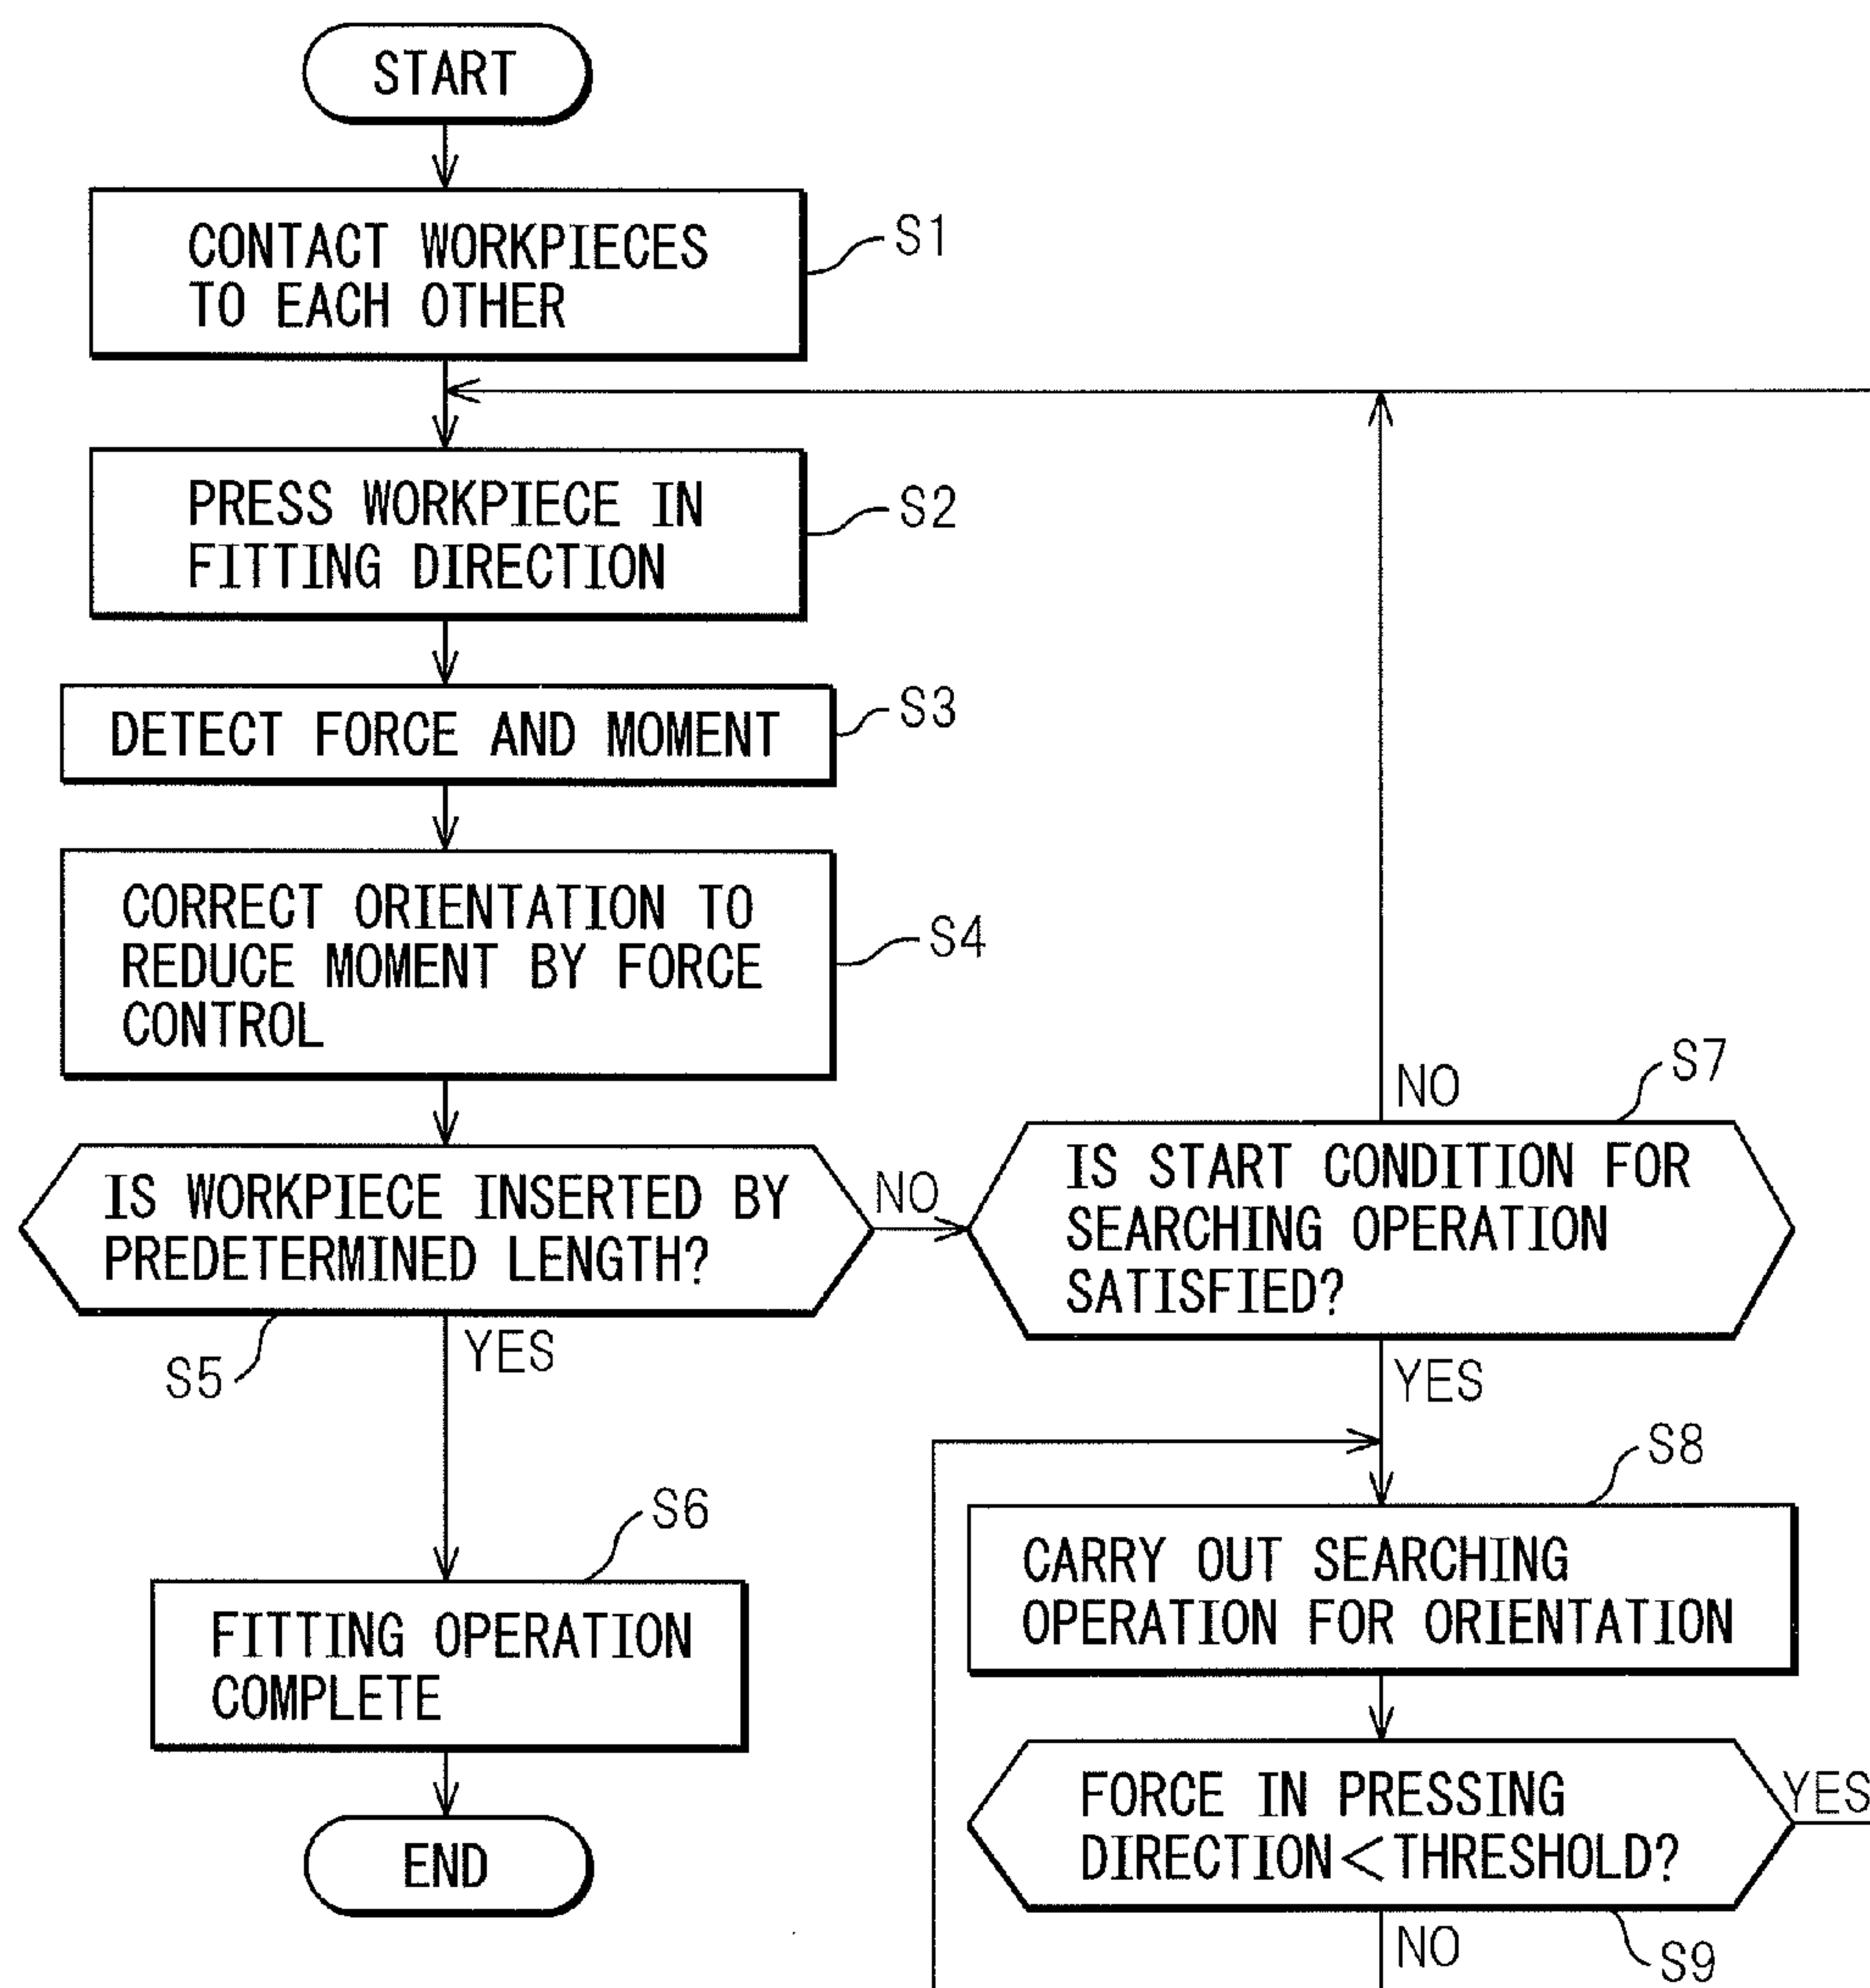 START
CONTACT WORKPIECES
TO EACH OTHER
S1
PRESS WORKPIECE IN
FITTING DIRECTION
S2
DETECT FORCE AND MOMENT
S3
CORRECT ORIENTATION TO
REDUCE MOMENT BY FORCE
CONTROL
S4
IS WORKPIECE INSERTED BY
PREDETERMINED LENGTH?
S5
NO
YES
S6
FITTING OPERATION
COMPLETE
END
NO
S7
IS START CONDITION FOR
SEARCHING OPERATION
SATISFIED?
YES
S8
CARRY OUT SEARCHING
OPERATION FOR ORIENTATION
FORCE IN PRESSING
DIRECTION<THRESHOLD?
YES
NO
S9